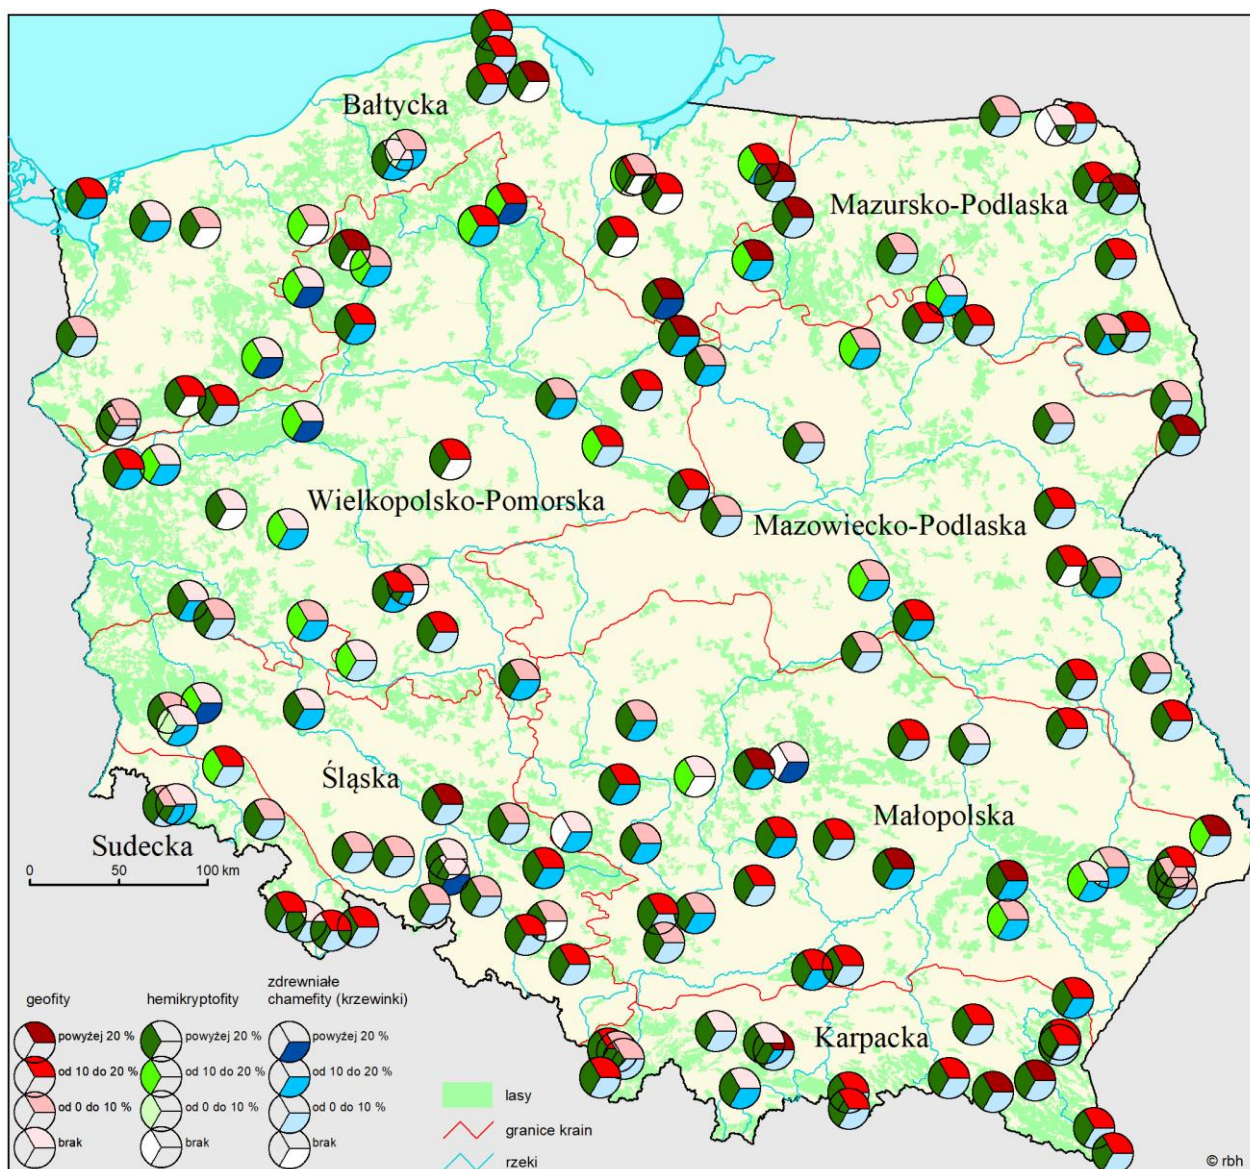 Bałtycka
Mazursko-Podlaska
Wielkopolsko-Pomorska
Mazowiecko-Podlaska
Śląska
Małopolska
Sudecka
0 50 100 km
Karpacka
geofity
powyżej 20 %
od 10 do 20 %
od 0 do 10 %
brak
hemikryptofity
powyżej 20 %
od 10 do 20 %
od 0 do 10 %
brak
zdrewniałe
chamefity (krzewinki)
powyżej 20 %
od 10 do 20 %
od 0 do 10 %
brak
lasy
granice krain
rzeki
© rbh